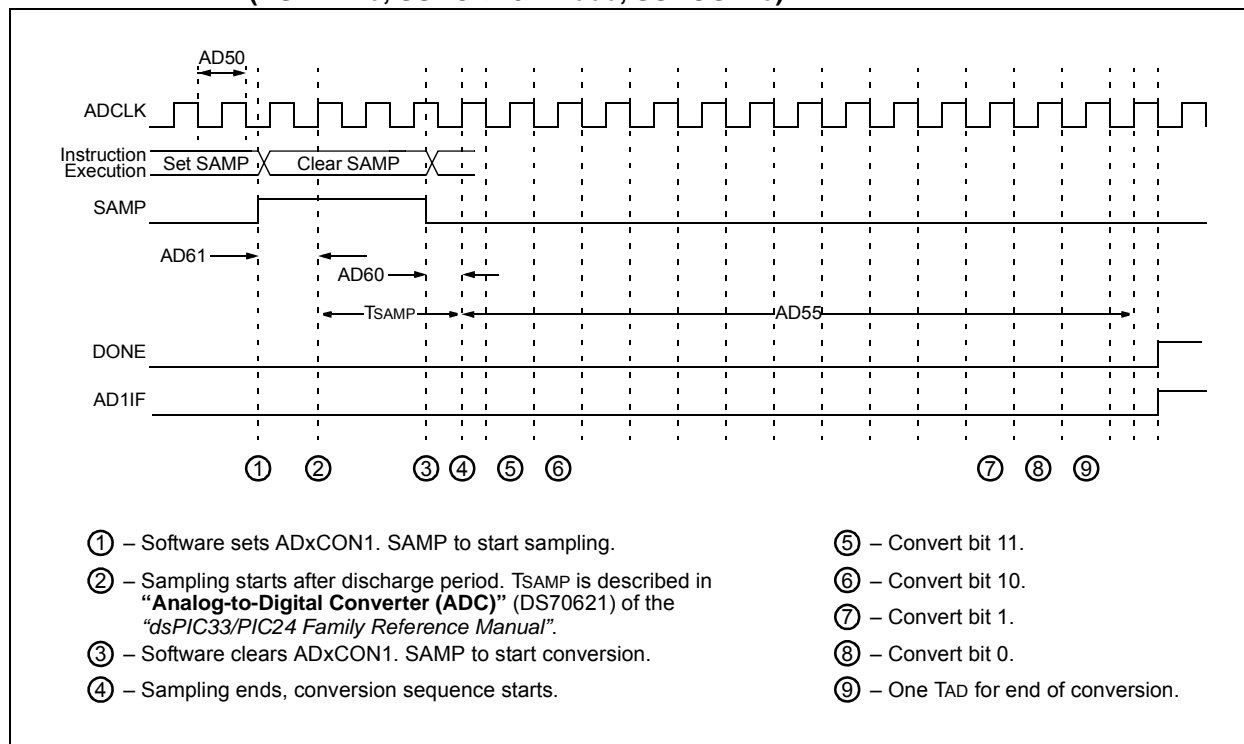 AD50
ADCLK
Instruction
Execution
Set SAMP
Clear SAMP
SAMP
AD61
AD60
TSAMP
AD55
DONE
AD1IF
① ② ③ ④ ⑤ ⑥ ⑦ ⑧ ⑨
① – Software sets ADxCON1. SAMP to start sampling.
② – Sampling starts after discharge period. TSAMP is described in
“Analog-to-Digital Converter (ADC)” (DS70621) of the
“dsPIC33/PIC24 Family Reference Manual”.
③ – Software clears ADxCON1. SAMP to start conversion.
④ – Sampling ends, conversion sequence starts.
⑤ – Convert bit 11.
⑥ – Convert bit 10.
⑦ – Convert bit 1.
⑧ – Convert bit 0.
⑨ – One TAD for end of conversion.